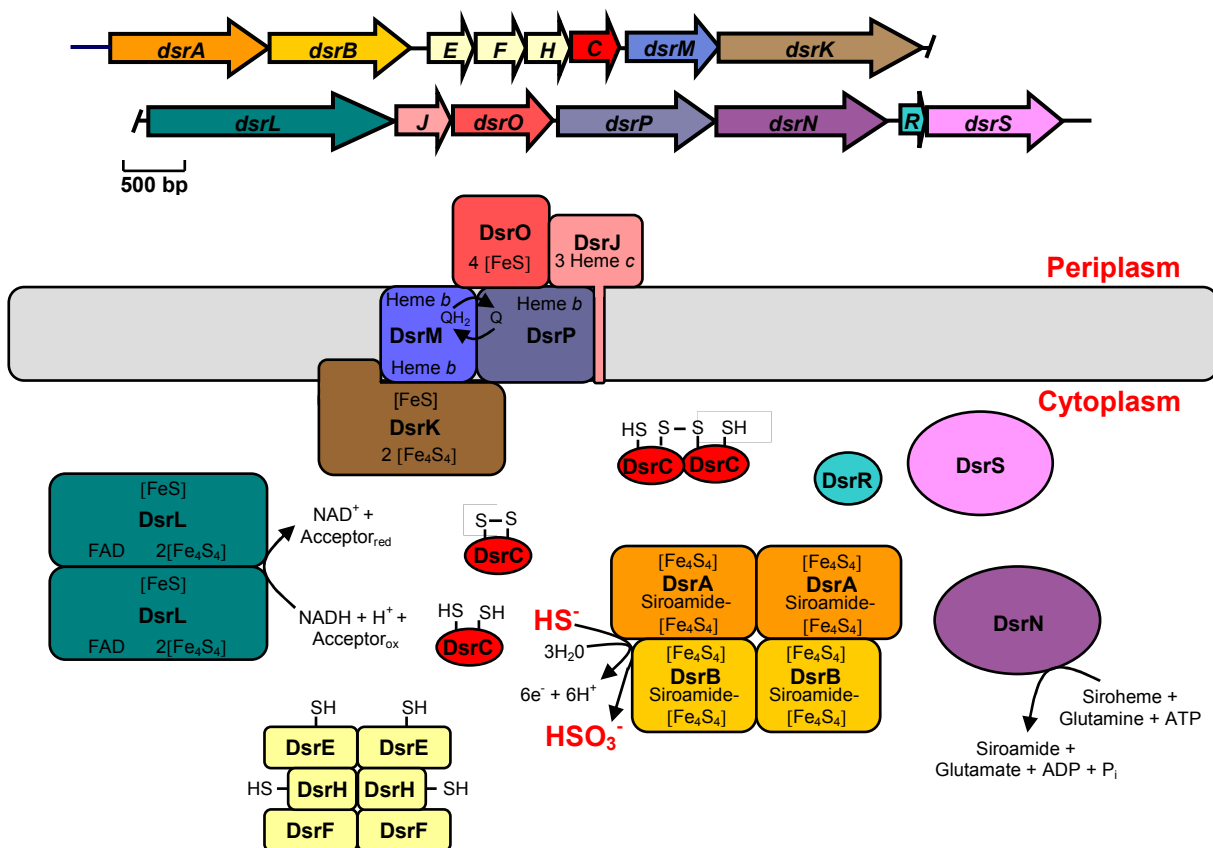 dsrA dsrB E F H C dsrM dsrK
dsrL J dsrO dsrP dsrN R dsrS
500 bp
DsrO
4 [FeS]
DsrJ
3 Heme c
Periplasm
Heme b
QH₂
DsrM
Heme b
Q
Heme b
DsrP
Cytoplasm
[FeS]
DsrK
2 [Fe₄S₄]
HS S – S SH
DsrC DsrC
DsrR
DsrS
[FeS]
DsrL
FAD 2[Fe₄S₄]
[FeS]
DsrL
FAD 2[Fe₄S₄]
NAD⁺ +
Acceptor_red
NADH + H⁺ +
Acceptor_ox
S–S
DsrC
HS SH
DsrC
[Fe₄S₄] [Fe₄S₄]
DsrA DsrA
Siroamide- Siroamide-
[Fe₄S₄] [Fe₄S₄]
[Fe₄S₄] [Fe₄S₄]
DsrB DsrB
Siroamide- Siroamide-
[Fe₄S₄] [Fe₄S₄]
HS⁻
3H₂0
6e⁻ + 6H⁺
HSO₃⁻
DsrN
Siroheme +
Glutamine + ATP
Siroamide +
Glutamate + ADP + Pᵢ
SH SH
DsrE DsrE
HS DsrH DsrH SH
DsrF DsrF